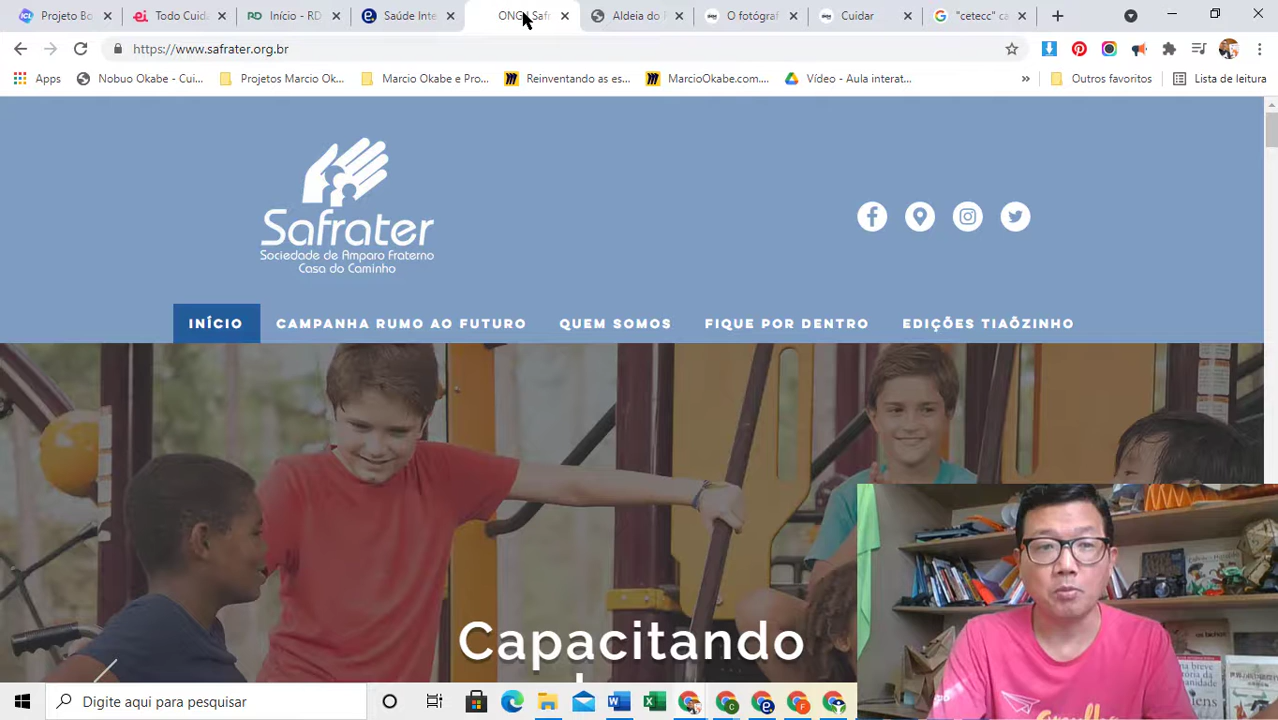 Projeto Bo
Todo Cuida
Início - RD
Saúde Inte
ONG | Safr
Aldeia do
O fotógraf
Cuidar
"cetecc" ca
https://www.safrater.org.br
Apps
Nobuo Okabe - Cui...
Projetos Marcio Ok...
Marcio Okabe e Pro...
Reinventando as es...
MarcioOkabe.com....
Vídeo - Aula interat...
»
Outros favoritos
Lista de leitura
Safrater
Sociedade de Amparo Fraterno
Casa do Caminho
INÍCIO
CAMPANHA RUMO AO FUTURO
QUEM SOMOS
FIQUE POR DENTRO
EDIÇÕES TIAÕZINHO
Capacitando
Digite aqui para pesquisar